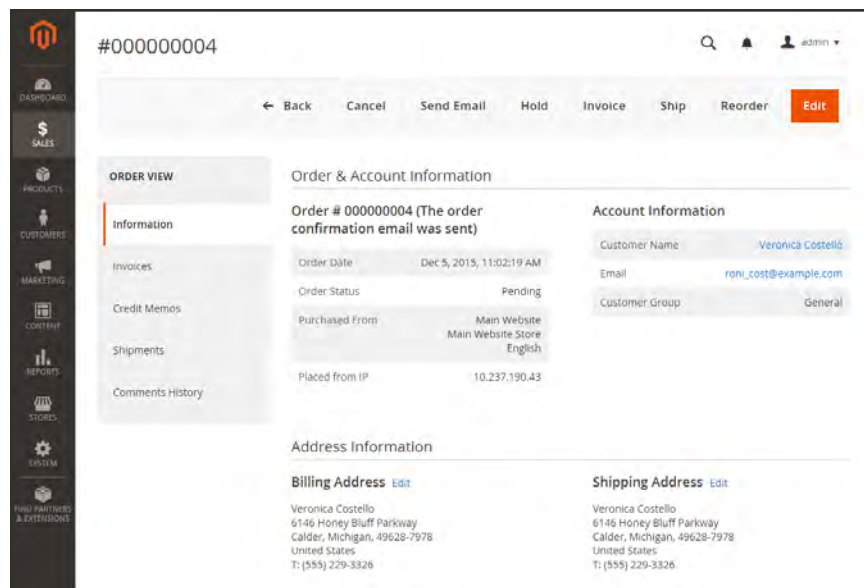 #000000004
admin
DASHBOARD
SALES
PRODUCTS
CUSTOMERS
MARKETING
CONTENT
REPORTS
STORES
SYSTEM
FIND PARTNERS
& EXTENSIONS
Back Cancel Send Email Hold Invoice Ship Reorder Edit
ORDER VIEW
Information
Invoices
Credit Memos
Shipments
Comments History
Order & Account Information
Order # 000000004 (The order
confirmation email was sent)
Order Date Dec 5, 2015, 11:02:19 AM
Order Status Pending
Purchased From Main Website
Main Website Store
English
Placed from IP 10.237.190.43
Account Information
Customer Name Veronica Costello
Email roni_cost@example.com
Customer Group General
Address Information
Billing Address Edit
Veronica Costello
6146 Honey Bluff Parkway
Calder, Michigan, 49628-7978
United States
T: (555) 229-3326
Shipping Address Edit
Veronica Costello
6146 Honey Bluff Parkway
Calder, Michigan, 49628-7978
United States
T: (555) 229-3326